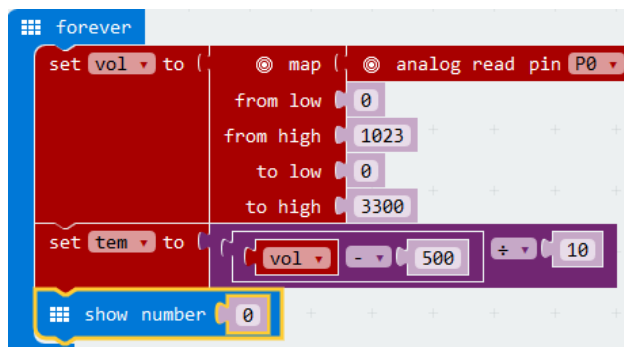 forever
set vol to map analog read pin P0
from low 0
from high 1023
to low 0
to high 3300
set tem to vol - 500 ÷ 10
show number 0